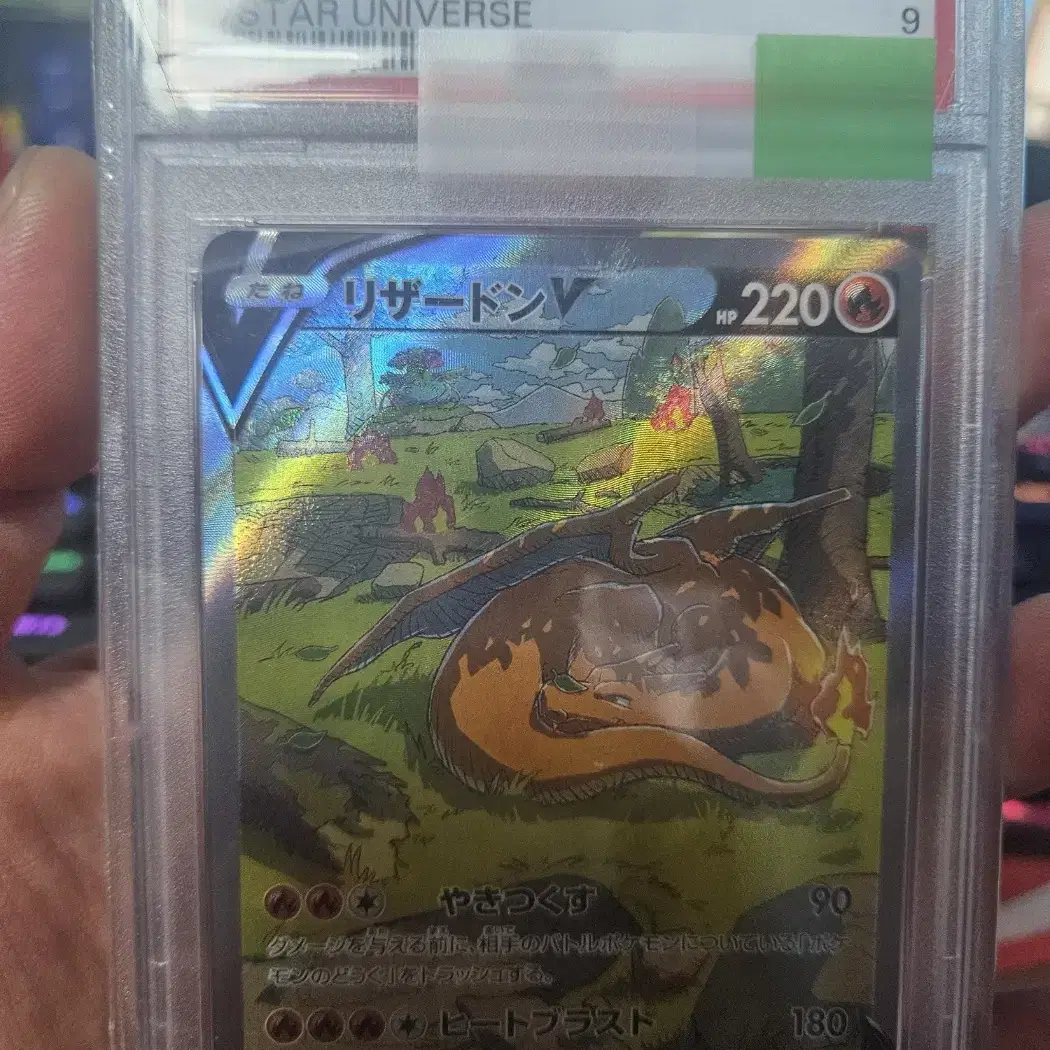 STAR UNIVERSE
9
たね
リザードンV
HP 220
やきつくす 90
ダメージを与える前に、相手のバトルポケモンについている「ポケ
モンのどうぐ」をトラッシュする。
ヒートブラスト 180